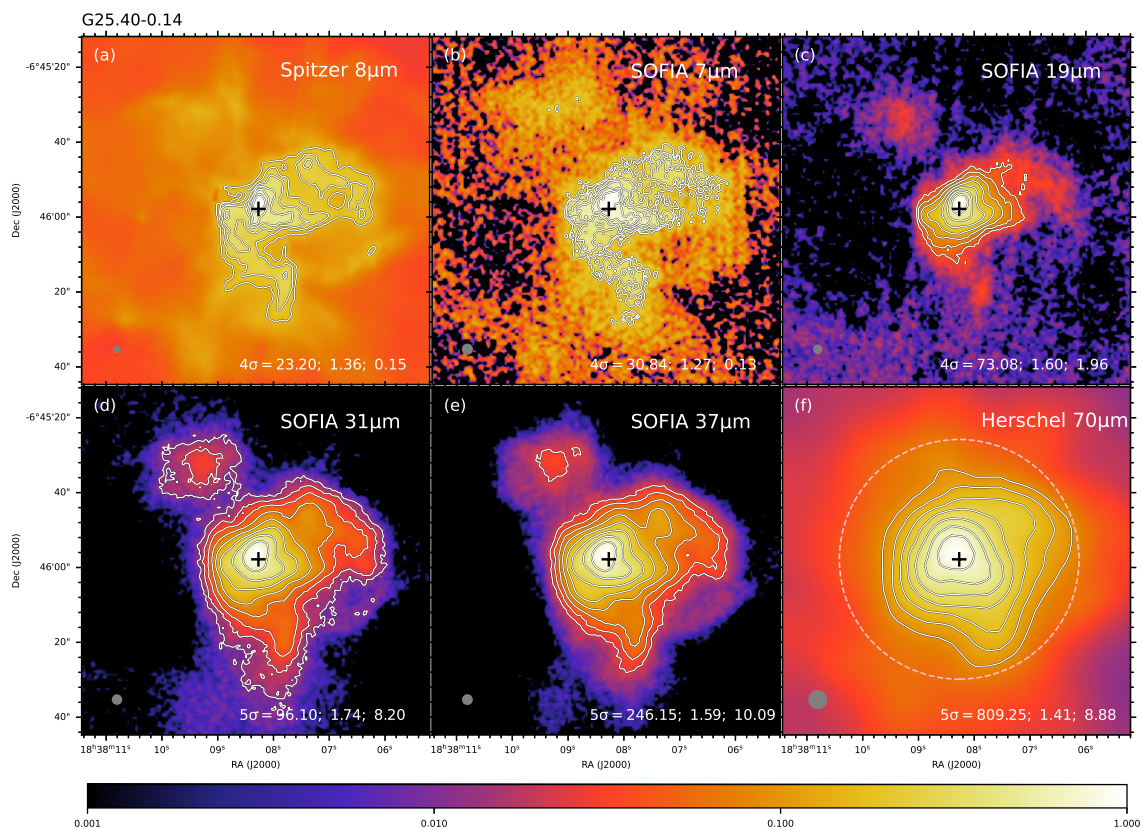 G25.40-0.14
(a)
Spitzer 8μm
4σ = 23.20; 1.36; 0.15
(b)
SOFIA 7μm
4σ = 30.84; 1.27; 0.13
(c)
SOFIA 19μm
4σ = 73.08; 1.60; 1.96
-6°45'20"
40"
46'00"
20"
40"
Dec (J2000)
(d)
SOFIA 31μm
5σ = 96.10; 1.74; 8.20
(e)
SOFIA 37μm
5σ = 246.15; 1.59; 10.09
(f)
Herschel 70μm
5σ = 809.25; 1.41; 8.88
-6°45'20"
40"
46'00"
20"
40"
Dec (J2000)
18ʰ38ᵐ11ˢ 10ˢ 09ˢ 08ˢ 07ˢ 06ˢ
18ʰ38ᵐ11ˢ 10ˢ 09ˢ 08ˢ 07ˢ 06ˢ
18ʰ38ᵐ11ˢ 10ˢ 09ˢ 08ˢ 07ˢ 06ˢ
RA (J2000)
RA (J2000)
RA (J2000)
0.001 0.010 0.100 1.000